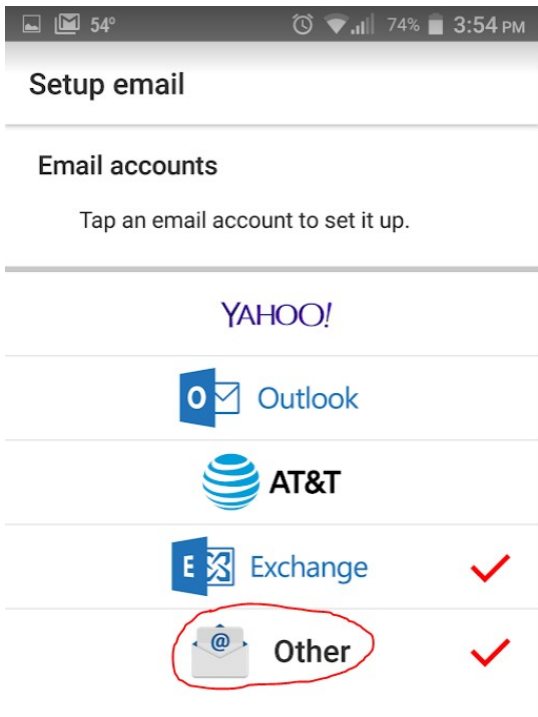 54° 74% 3:54 PM
Setup email
Email accounts
Tap an email account to set it up.
YAHOO!
O Outlook
AT&T
E Exchange
@ Other